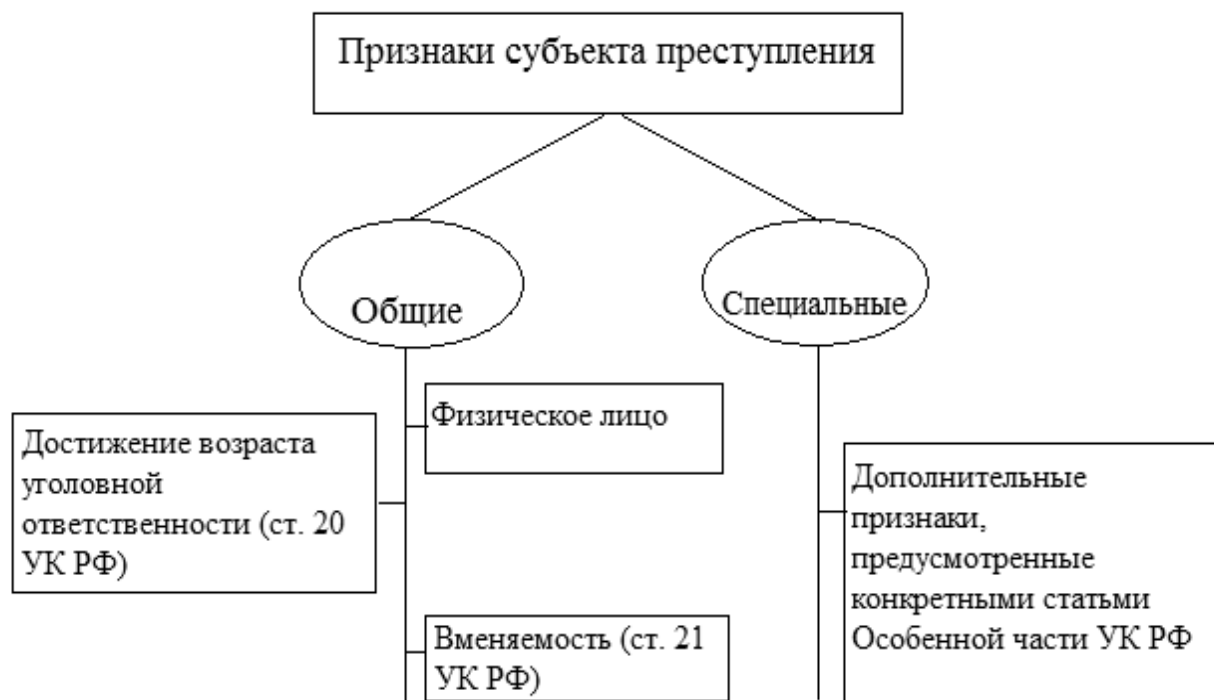 Признаки субъекта преступления
Общие
Специальные
Физическое лицо
Достижение возраста
уголовной
ответственности (ст. 20
УК РФ)
Дополнительные
признаки,
предусмотренные
конкретными статьми
Особенной части УК РФ
Вменяемость (ст. 21
УК РФ)